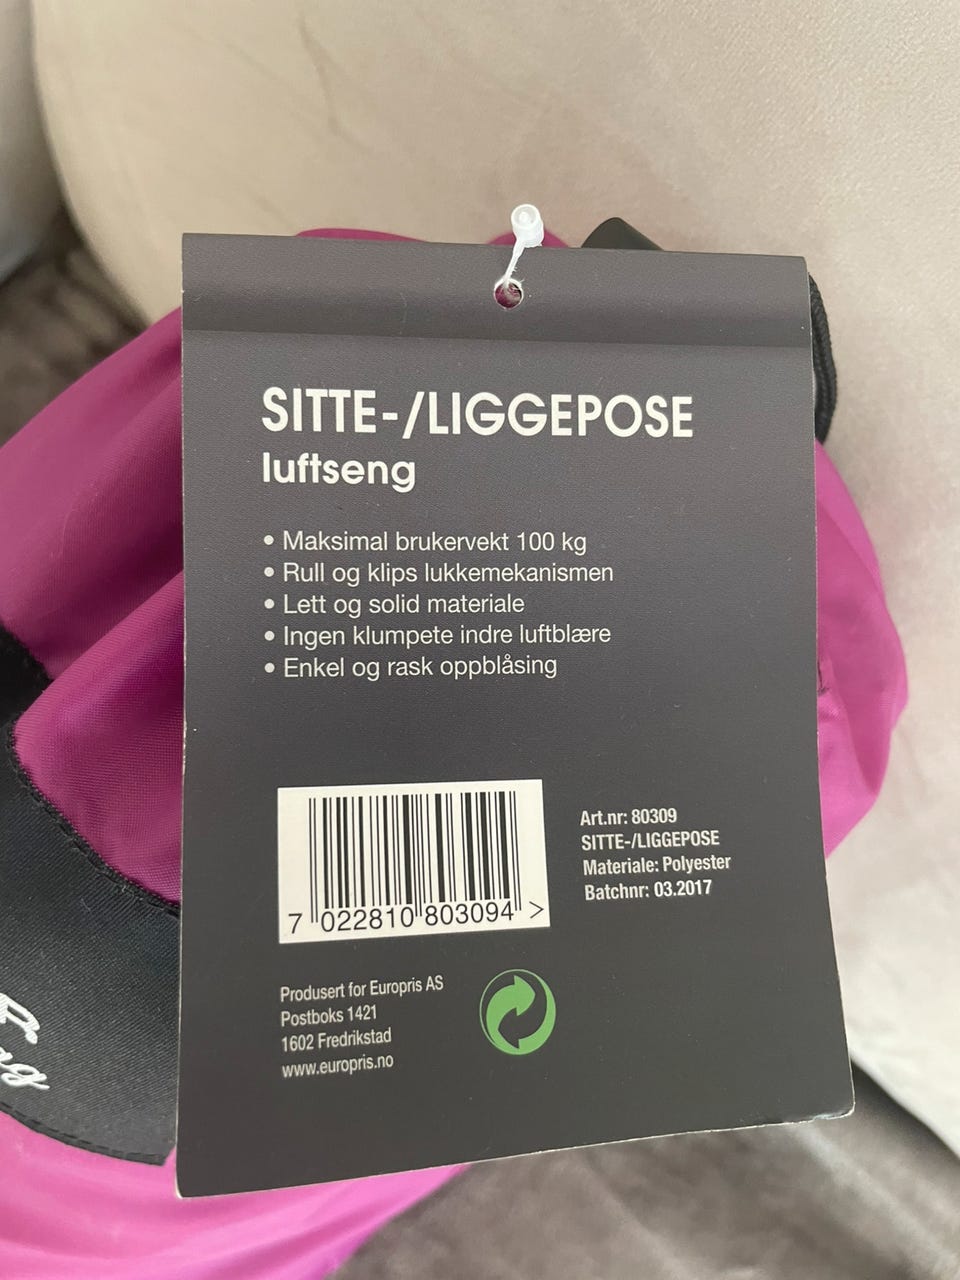 SITTE-/LIGGEPOSE
luftseng
• Maksimal brukervekt 100 kg
• Rull og klips lukkemekanismen
• Lett og solid materiale
• Ingen klumpete indre luftblære
• Enkel og rask oppblåsing
7 022810 803094 >
Art.nr: 80309
SITTE-/LIGGEPOSE
Materiale: Polyester
Batchnr: 03.2017
Produsert for Europris AS
Postboks 1421
1602 Fredrikstad
www.europris.no